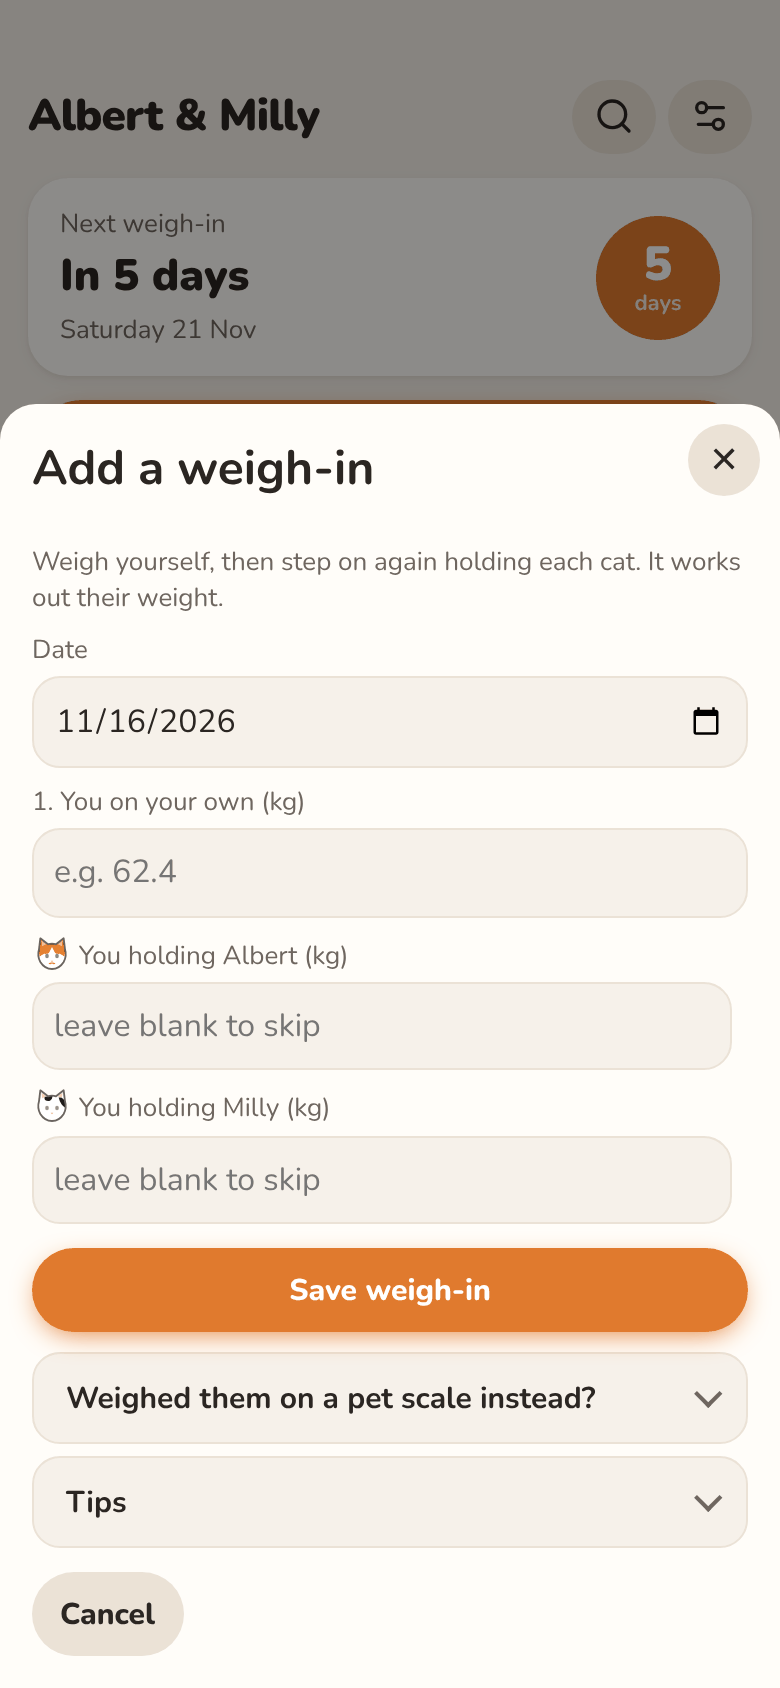 Albert & Milly
Next weigh-in
In 5 days
Saturday 21 Nov
5
days
Add a weigh-in
Weigh yourself, then step on again holding each cat. It works
out their weight.
Date
11/16/2026
1. You on your own (kg)
e.g. 62.4
You holding Albert (kg)
leave blank to skip
You holding Milly (kg)
leave blank to skip
Save weigh-in
Weighed them on a pet scale instead?
Tips
Cancel